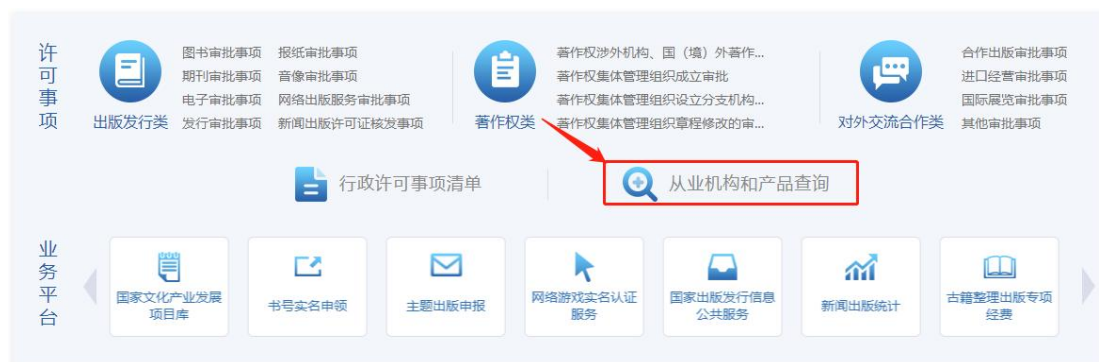 许可事项
出版发行类
图书审批事项 报纸审批事项
期刊审批事项 音像审批事项
电子审批事项 网络出版服务审批事项
发行审批事项 新闻出版许可证核发事项
著作权类
著作权涉外机构、国（境）外著作...
著作权集体管理组织成立审批
著作权集体管理组织设立分支机构...
著作权集体管理组织章程修改的审...
对外交流合作类
合作出版审批事项
进口经营审批事项
国际展览审批事项
其他审批事项
行政许可事项清单
从业机构和产品查询
业务平台
国家文化产业发展
项目库
书号实名申领
主题出版申报
网络游戏实名认证
服务
国家出版发行信息
公共服务
新闻出版统计
古籍整理出版专项
经费